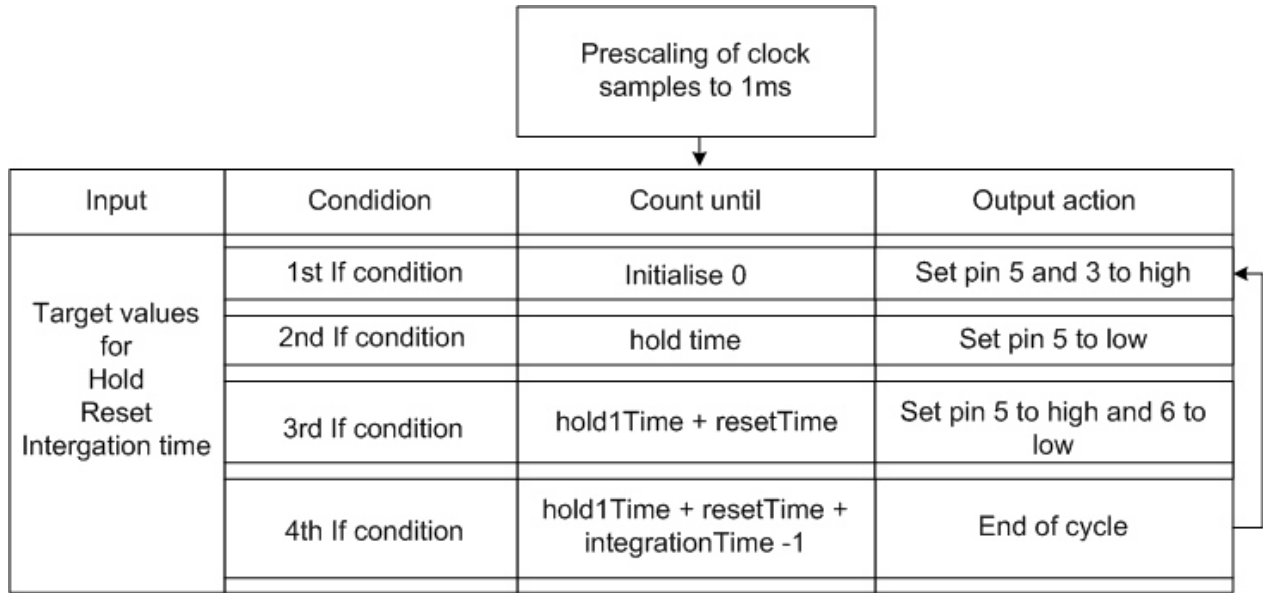 Prescaling of clock
samples to 1ms
Input
Condidion
Count until
Output action
Target values
for
Hold
Reset
Intergation time
1st If condition
Initialise 0
Set pin 5 and 3 to high
2nd If condition
hold time
Set pin 5 to low
3rd If condition
hold1Time + resetTime
Set pin 5 to high and 6 to
low
4th If condition
hold1Time + resetTime +
integrationTime -1
End of cycle